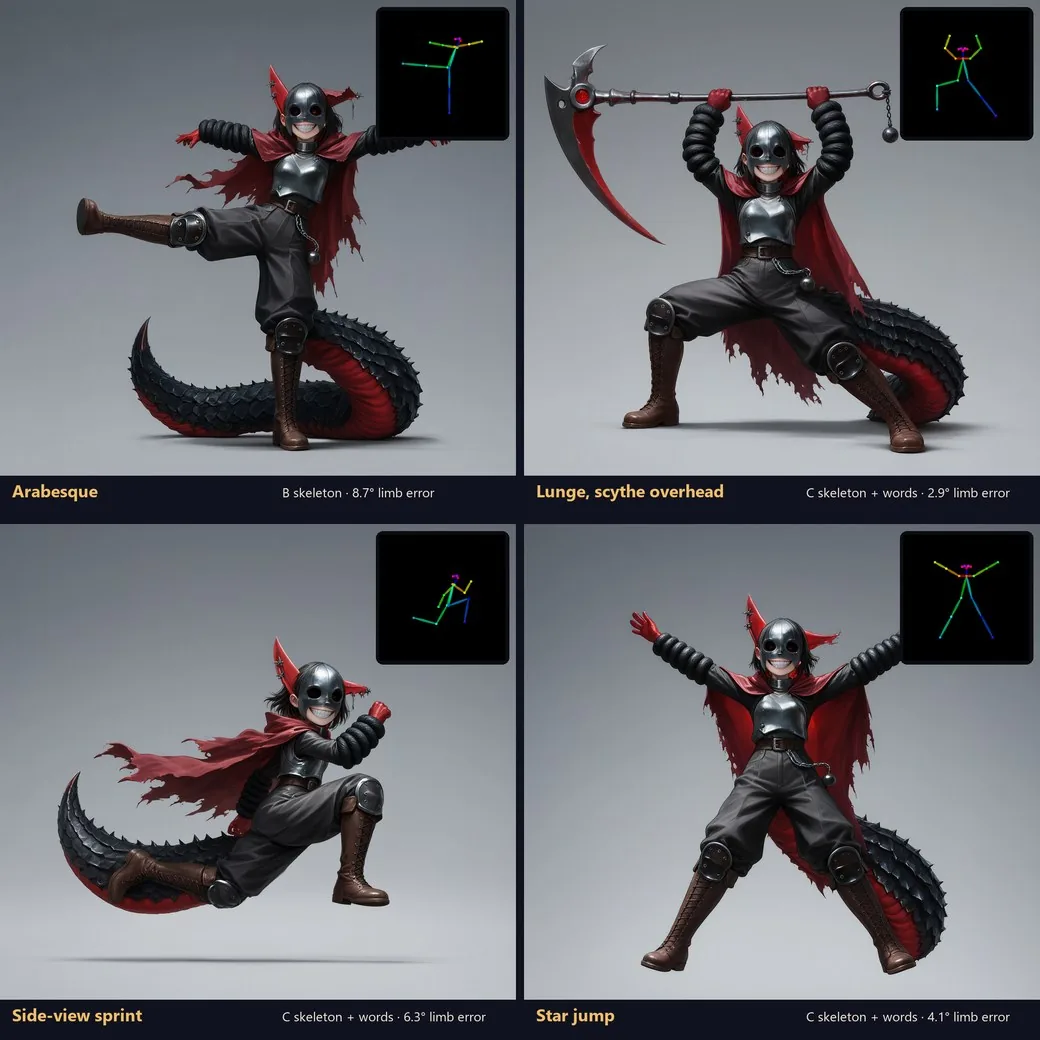 Arabesque
B skeleton · 8.7° limb error
Lunge, scythe overhead
C skeleton + words · 2.9° limb error
Side-view sprint
C skeleton + words · 6.3° limb error
Star jump
C skeleton + words · 4.1° limb error